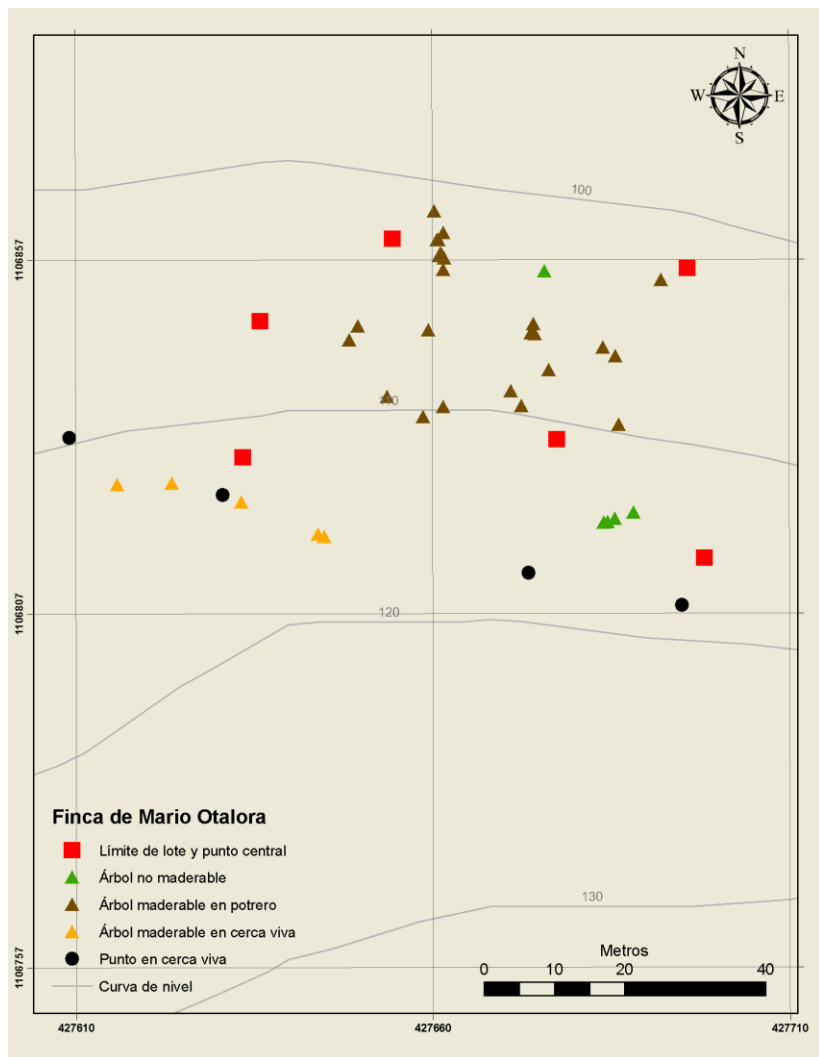 N
W E
S
100
1106857
110
1106807
120
Finca de Mario Otalora
Límite de lote y punto central
Árbol no maderable
Árbol maderable en potrero
Árbol maderable en cerca viva
Punto en cerca viva
Curva de nivel
130
Metros
0 10 20 40
1106757
427610 427660 427710